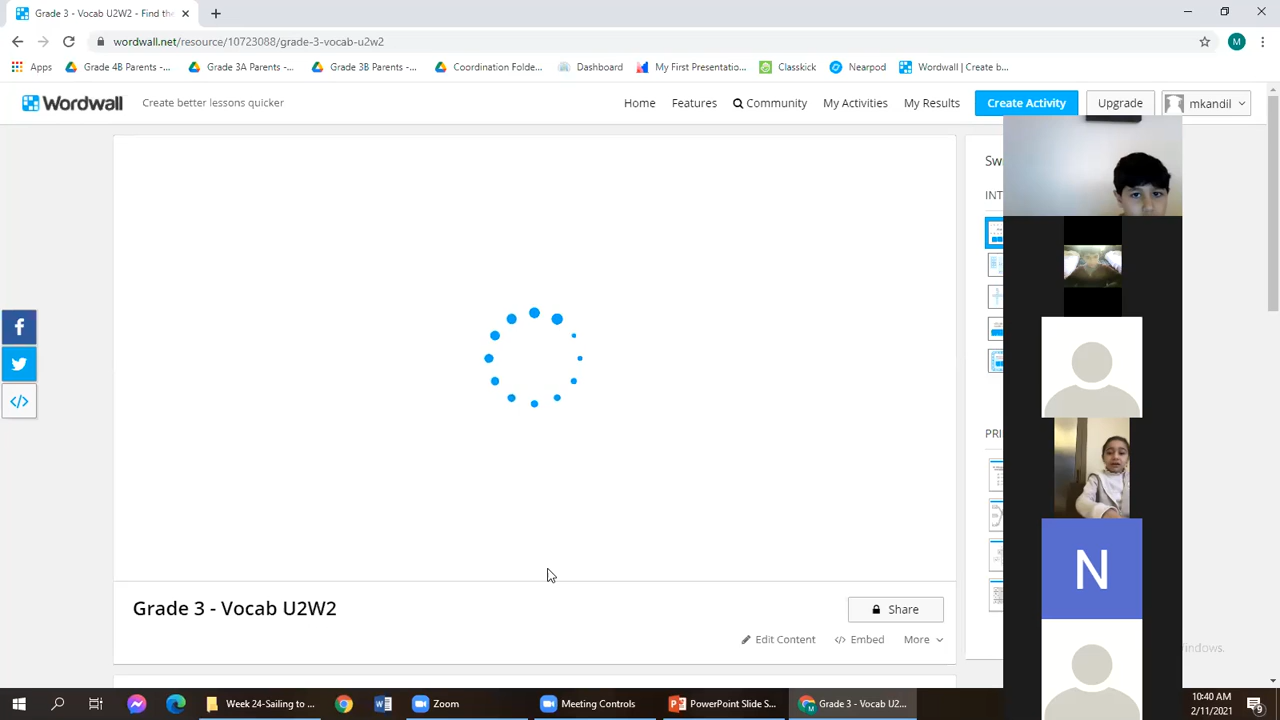 Grade 3 - Vocab U2W2 - Find the
wordwall.net/resource/10723088/grade-3-vocab-u2w2
M
Apps
Grade 4B Parents -...
Grade 3A Parents -...
Grade 3B Parents -...
Coordination Folde...
Dashboard
My First Presentatio...
Classkick
Nearpod
Wordwall | Create b...
Wordwall
Create better lessons quicker
Home
Features
Community
My Activities
My Results
Create Activity
Upgrade
mkandil
Sw
INT
PRI
N
Grade 3 - Vocab U2W2
Share
Edit Content
Embed
More
indows.
Week 24-Sailing to ...
Zoom
Meeting Controls
PowerPoint Slide S...
Grade 3 - Vocab U2...
10:40 AM
2/11/2021